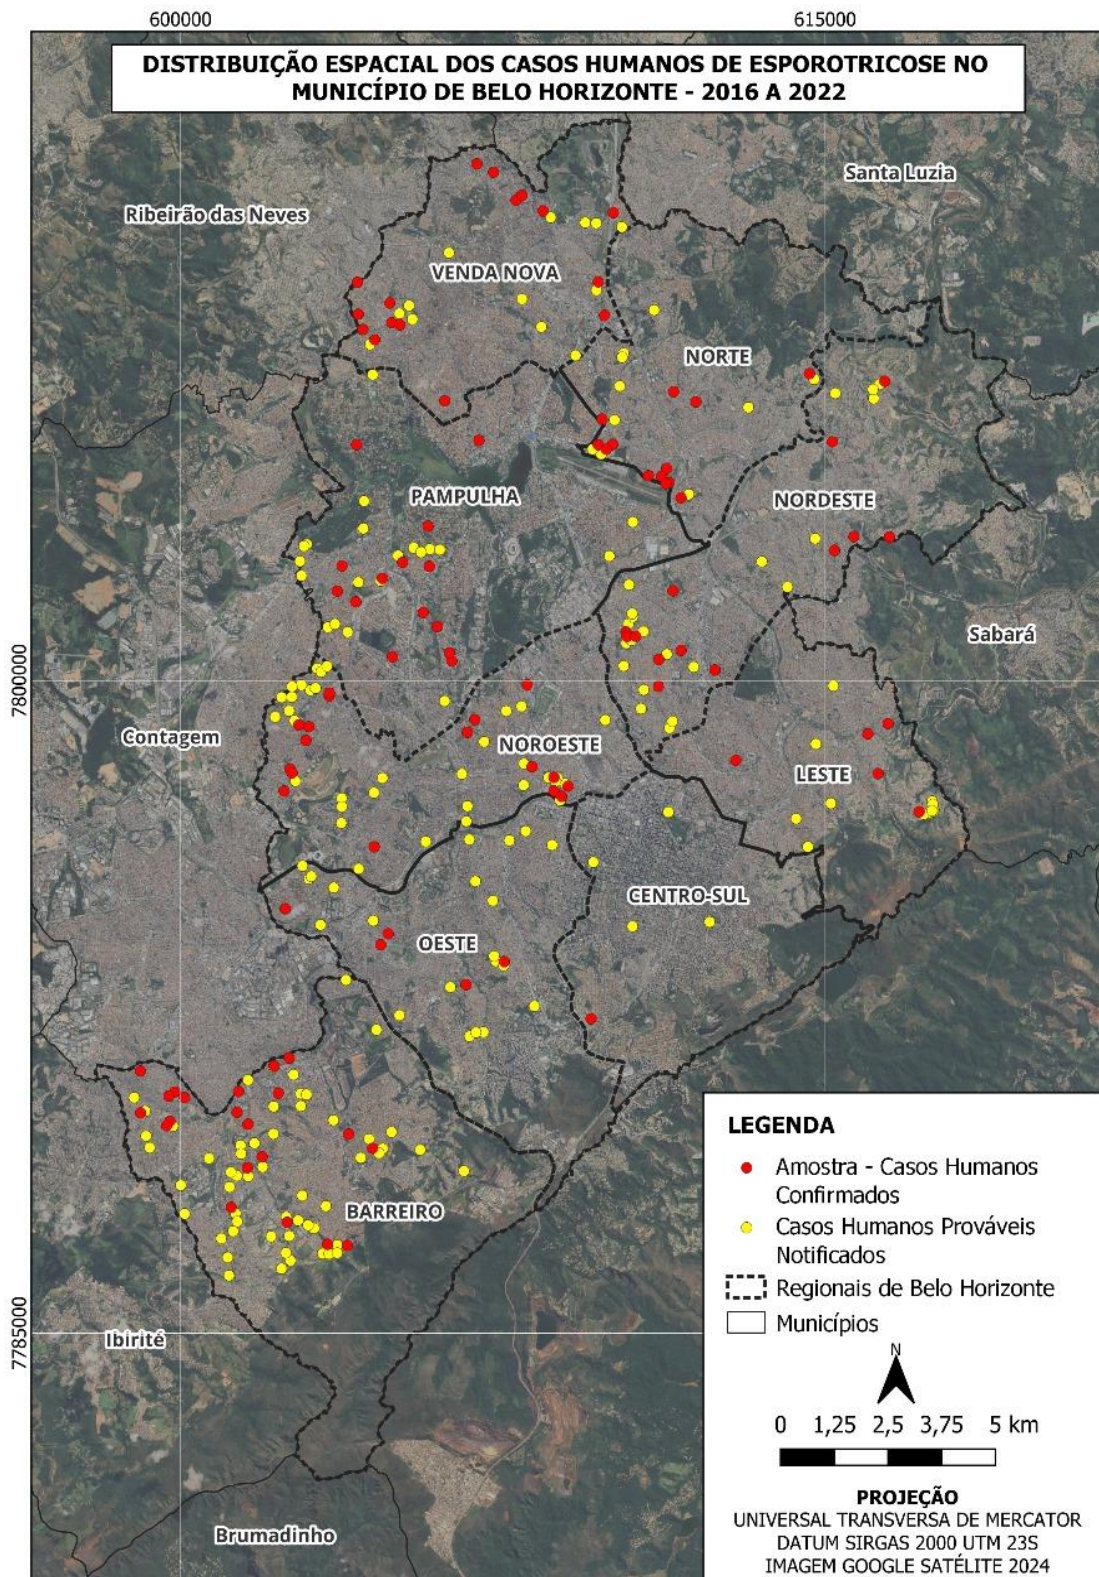 600000
615000
DISTRIBUIÇÃO ESPACIAL DOS CASOS HUMANOS DE ESPOROTRICOSE NO
MUNICÍPIO DE BELO HORIZONTE - 2016 A 2022
Santa Luzia
Ribeirão das Neves
VENDA NOVA
NORTE
PAMPULHA
NORDESTE
Sabará
7800000
Contagem
NOROESTE
LESTE
CENTRO-SUL
OESTE
BARREIRO
7785000
Ibirité
Brumadinho
LEGENDA
Amostra - Casos Humanos
Confirmados
Casos Humanos Prováveis
Notificados
Regionais de Belo Horizonte
Municípios
N
0 1,25 2,5 3,75 5 km
PROJEÇÃO
UNIVERSAL TRANSVERSA DE MERCATOR
DATUM SIRGAS 2000 UTM 23S
IMAGEM GOOGLE SATÉLITE 2024